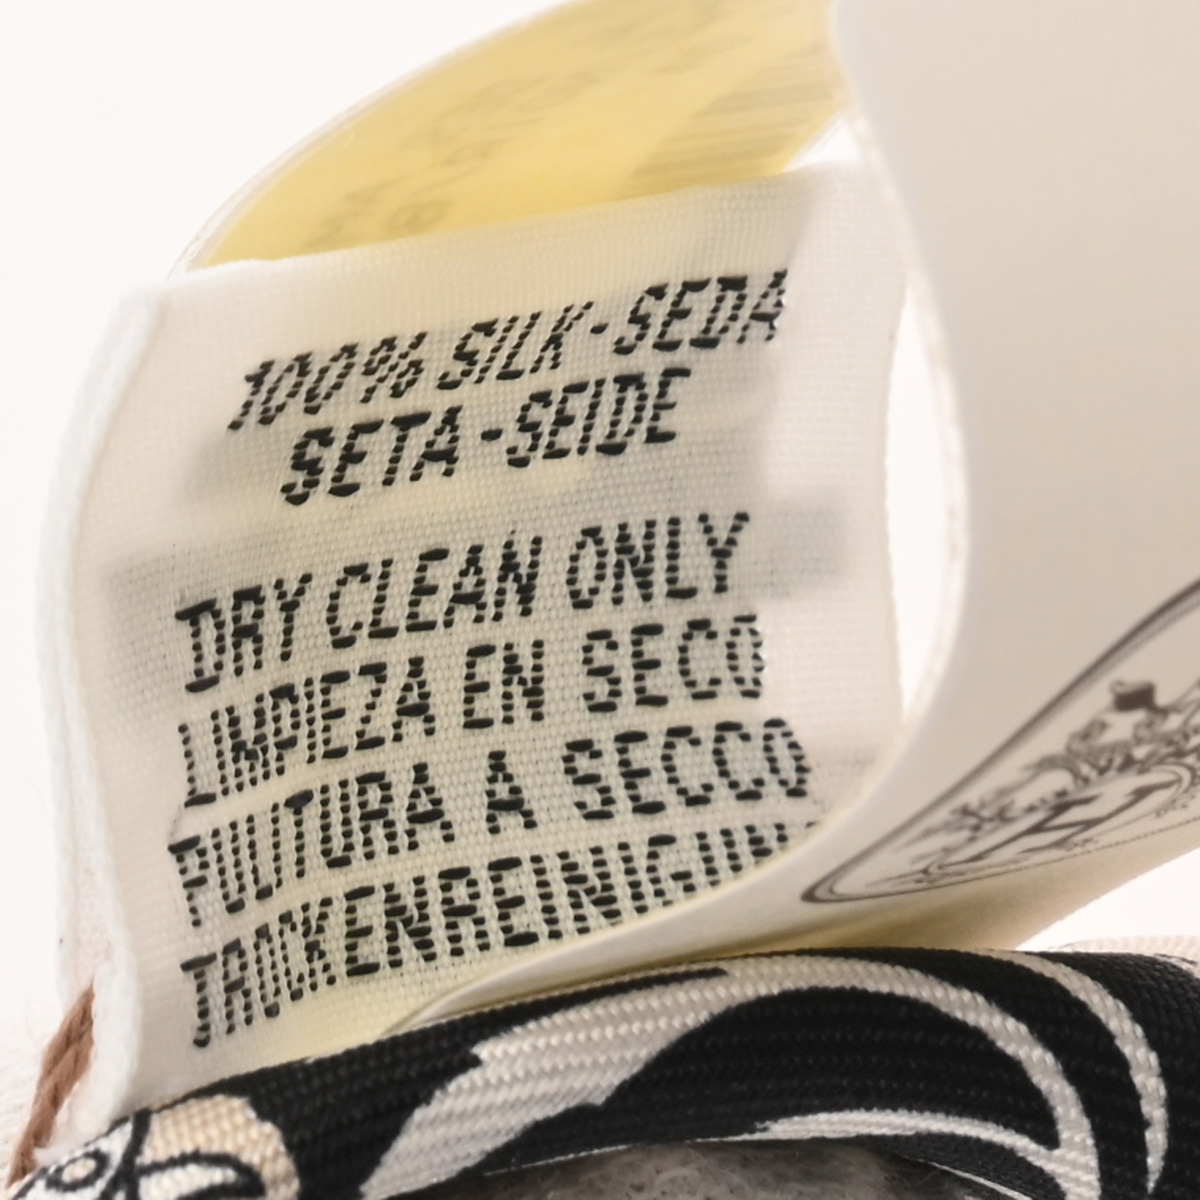 100% SILK-SEDA
SETA-SEIDE
DRY CLEAN ONLY
LIMPIEZA EN SECO
PULITURA A SECCO